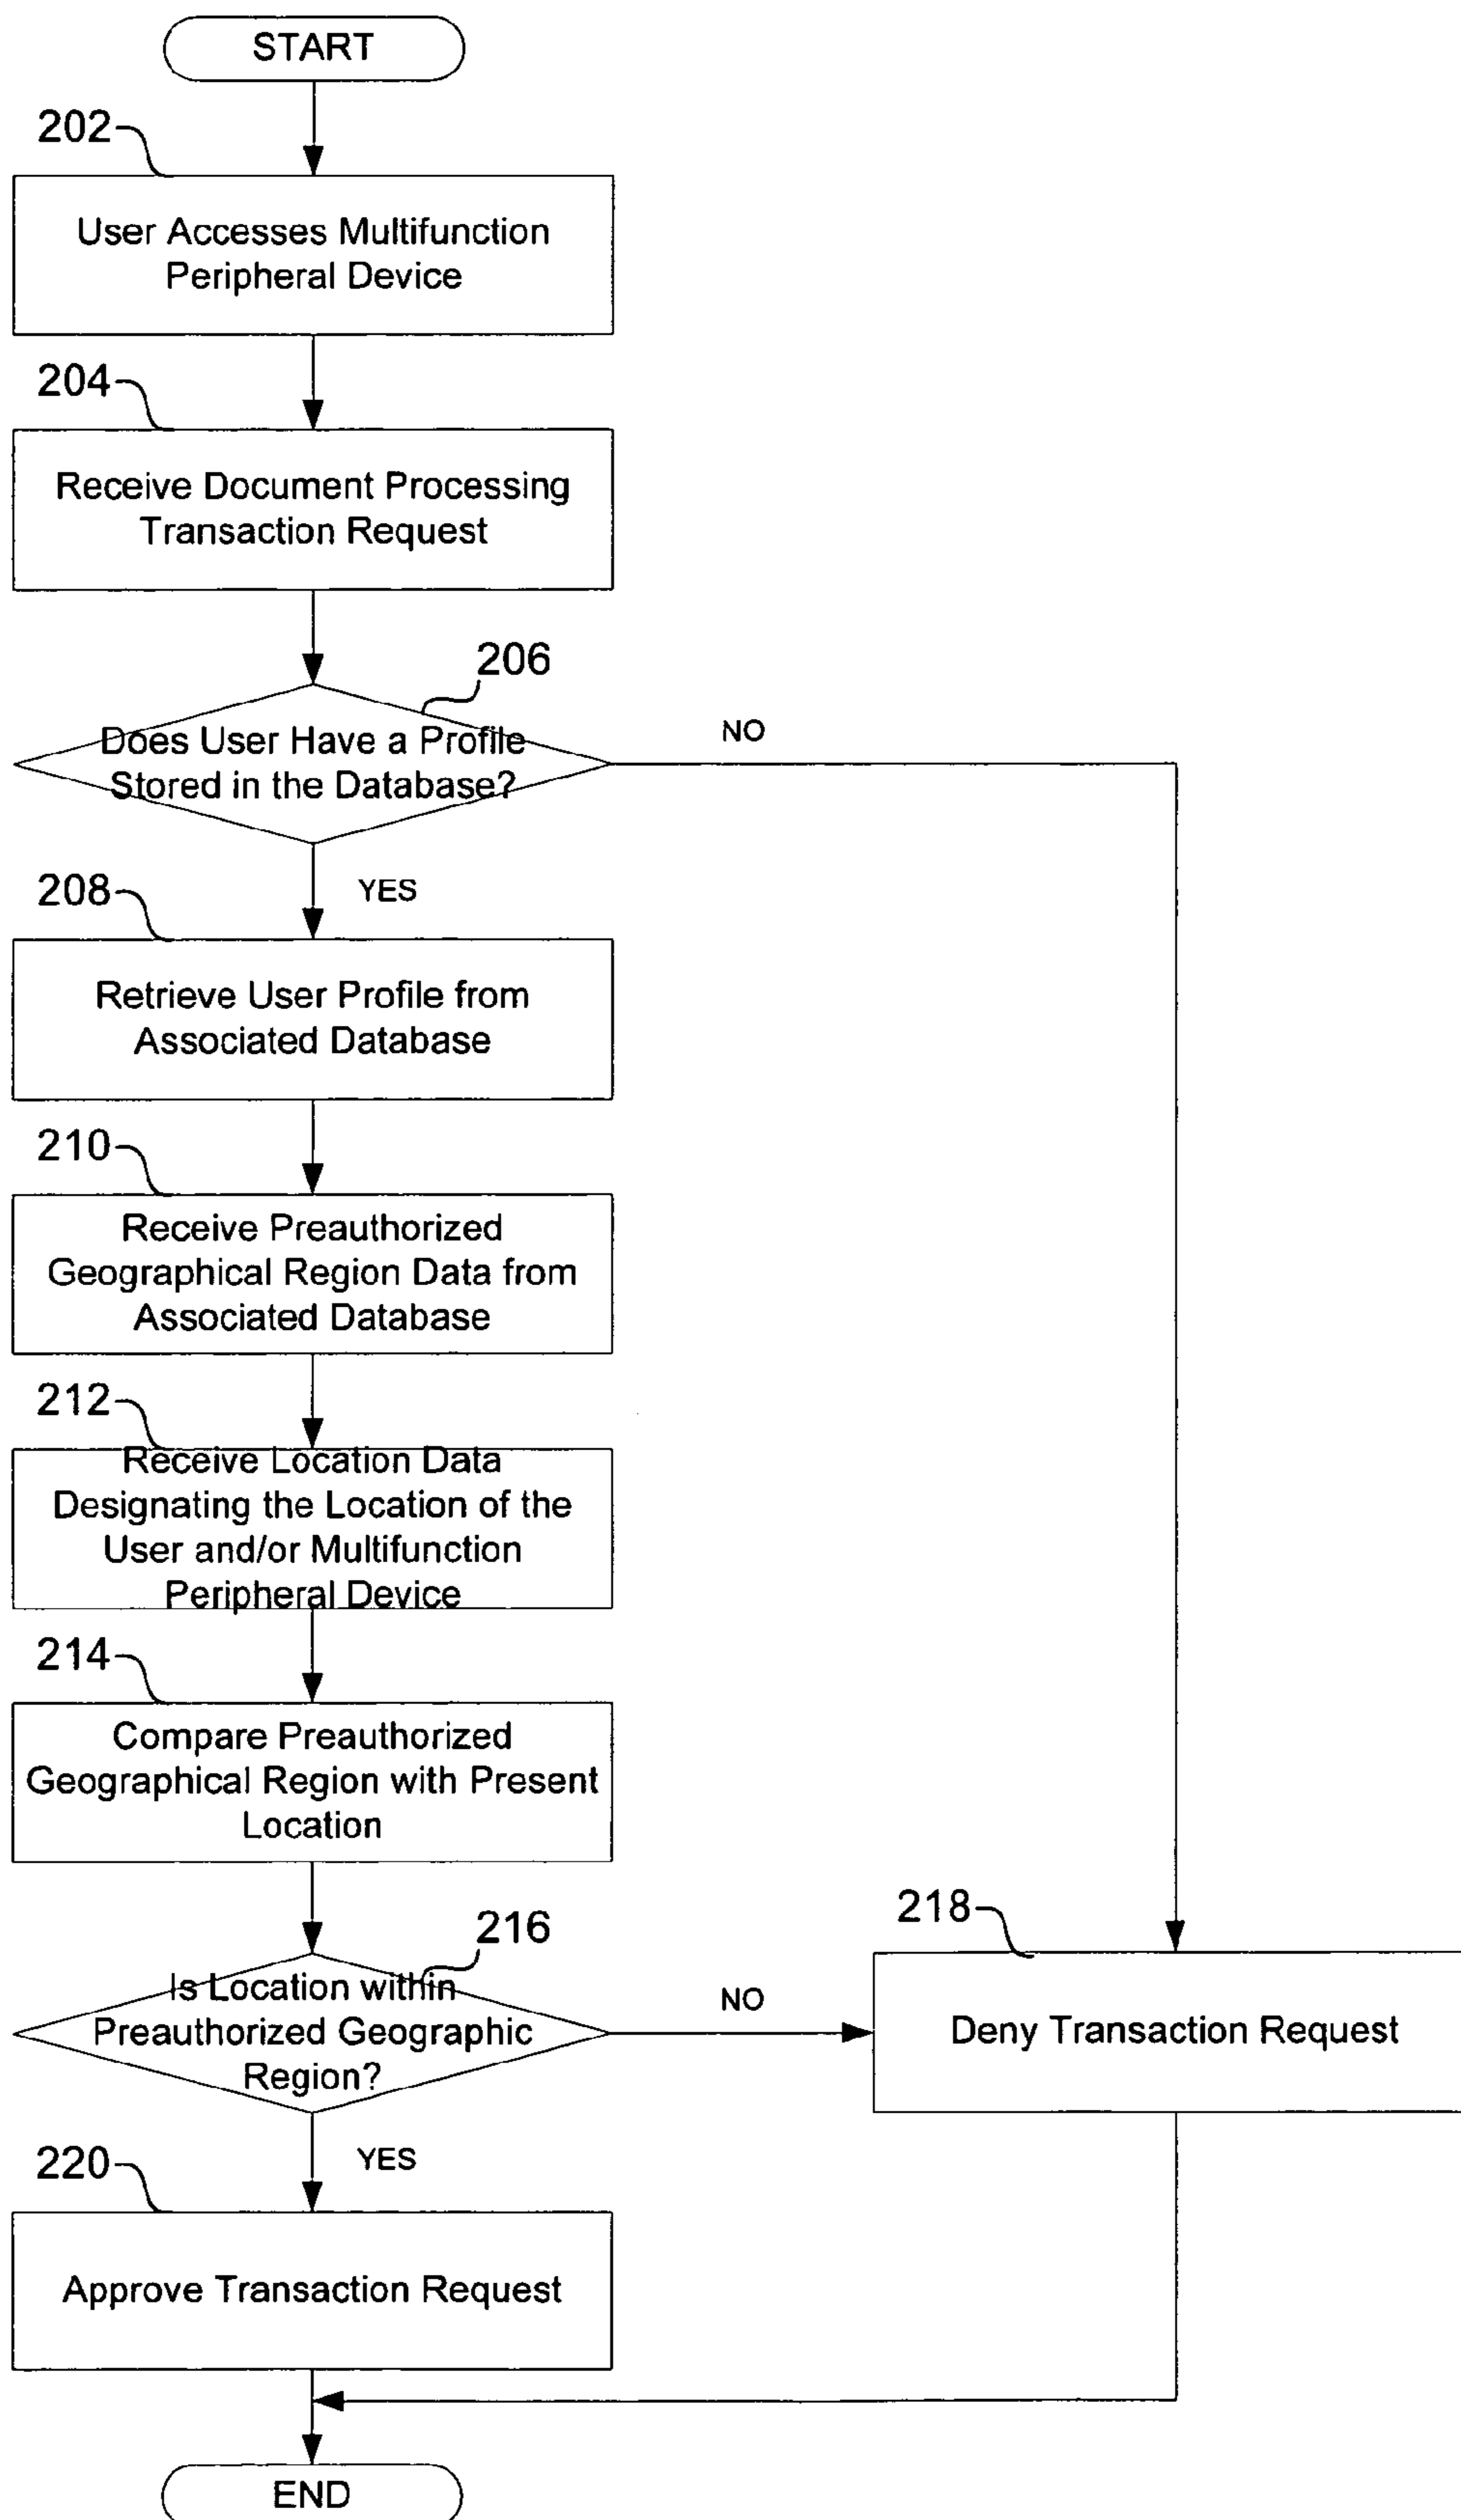 START
202
User Accesses Multifunction
Peripheral Device
204
Receive Document Processing
Transaction Request
206
Does User Have a Profile
Stored in the Database?
NO
208
YES
Retrieve User Profile from
Associated Database
210
Receive Preauthorized
Geographical Region Data from
Associated Database
212
Receive Location Data
Designating the Location of the
User and/or Multifunction
Peripheral Device
214
Compare Preauthorized
Geographical Region with Present
Location
216
Is Location within
Preauthorized Geographic
Region?
NO
218
Deny Transaction Request
220
YES
Approve Transaction Request
END